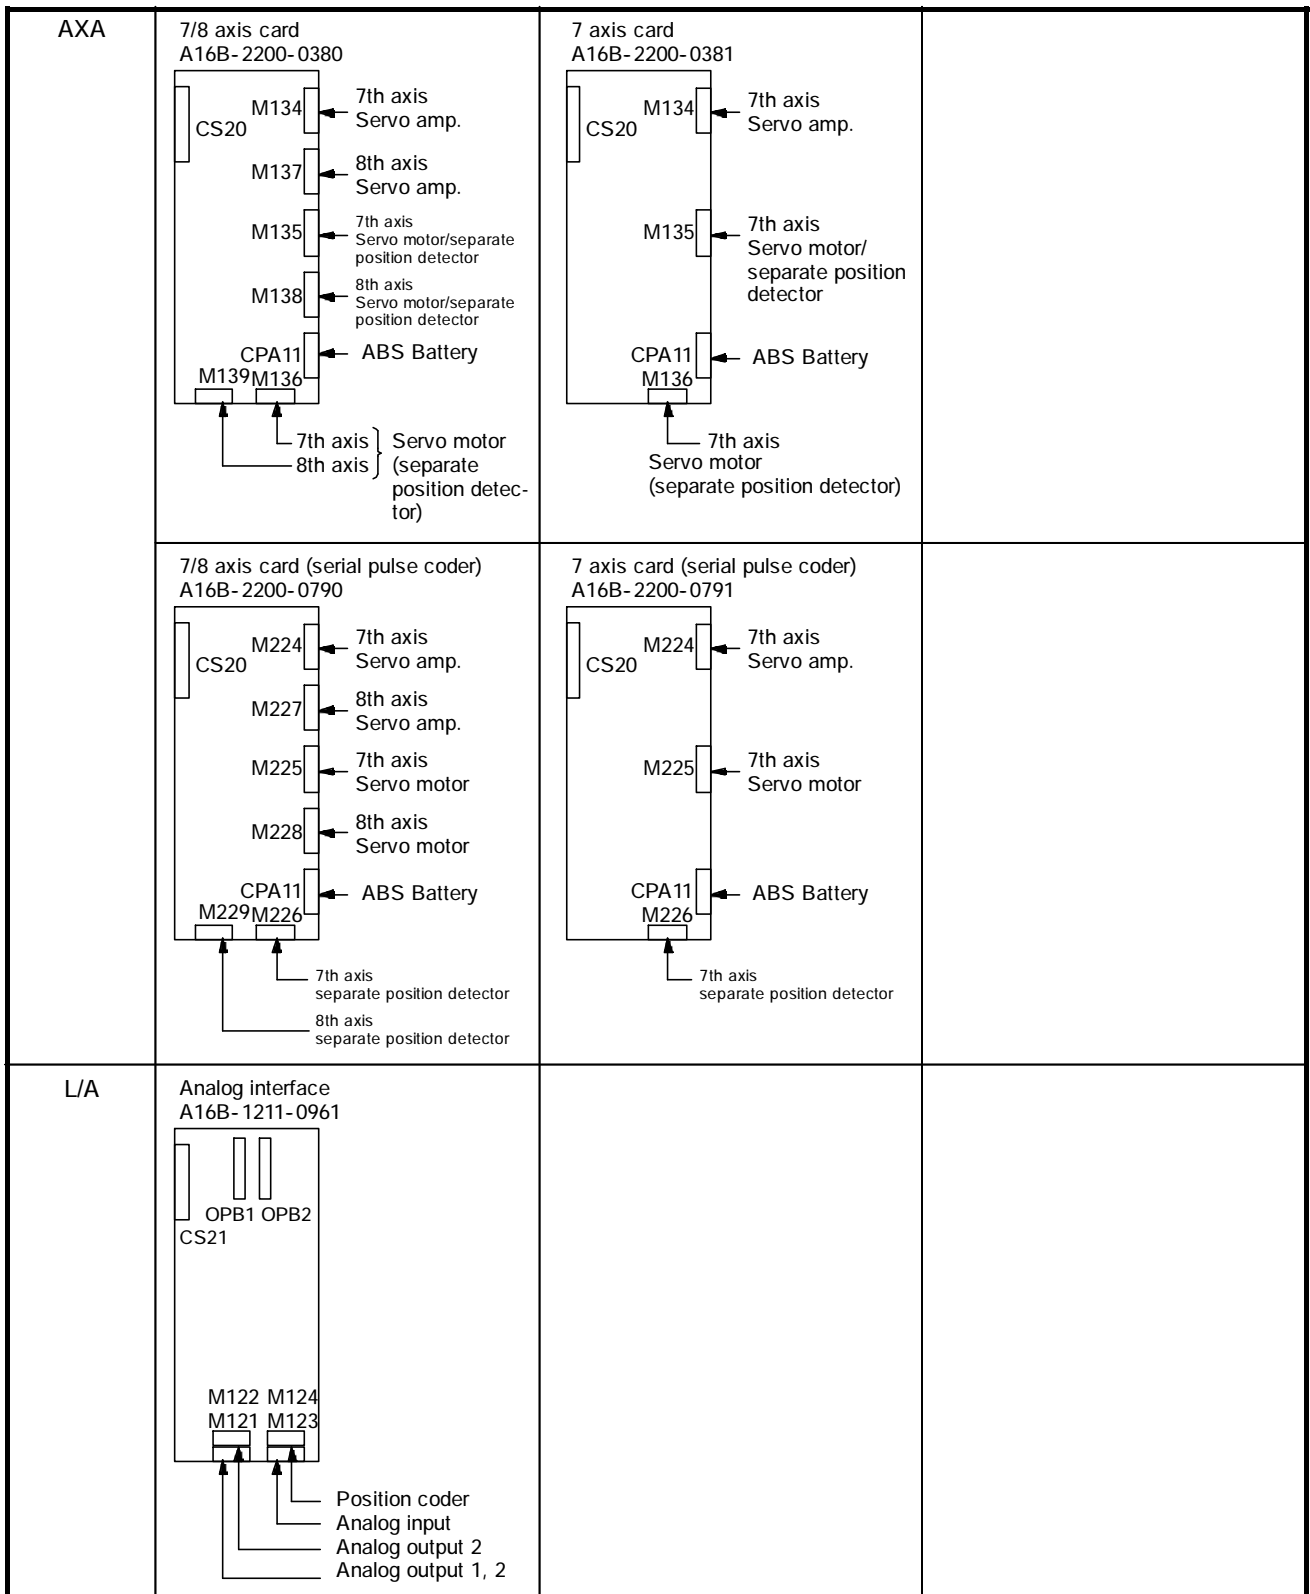 AXA
7/8 axis card
A16B-2200-0380
CS20
M134
7th axis
Servo amp.
M137
8th axis
Servo amp.
M135
7th axis
Servo motor/separate
position detector
M138
8th axis
Servo motor/separate
position detector
CPA11
ABS Battery
M139
M136
7th axis
8th axis
Servo motor
(separate
position detec-
tor)
7 axis card
A16B-2200-0381
CS20
M134
7th axis
Servo amp.
M135
7th axis
Servo motor/
separate position
detector
CPA11
ABS Battery
M136
7th axis
Servo motor
(separate position detector)
7/8 axis card (serial pulse coder)
A16B-2200-0790
CS20
M224
7th axis
Servo amp.
M227
8th axis
Servo amp.
M225
7th axis
Servo motor
M228
8th axis
Servo motor
CPA11
ABS Battery
M229
M226
7th axis
separate position detector
8th axis
separate position detector
7 axis card (serial pulse coder)
A16B-2200-0791
CS20
M224
7th axis
Servo amp.
M225
7th axis
Servo motor
CPA11
ABS Battery
M226
7th axis
separate position detector
L/A
Analog interface
A16B-1211-0961
OPB1 OPB2
CS21
M122 M124
M121 M123
Position coder
Analog input
Analog output 2
Analog output 1, 2